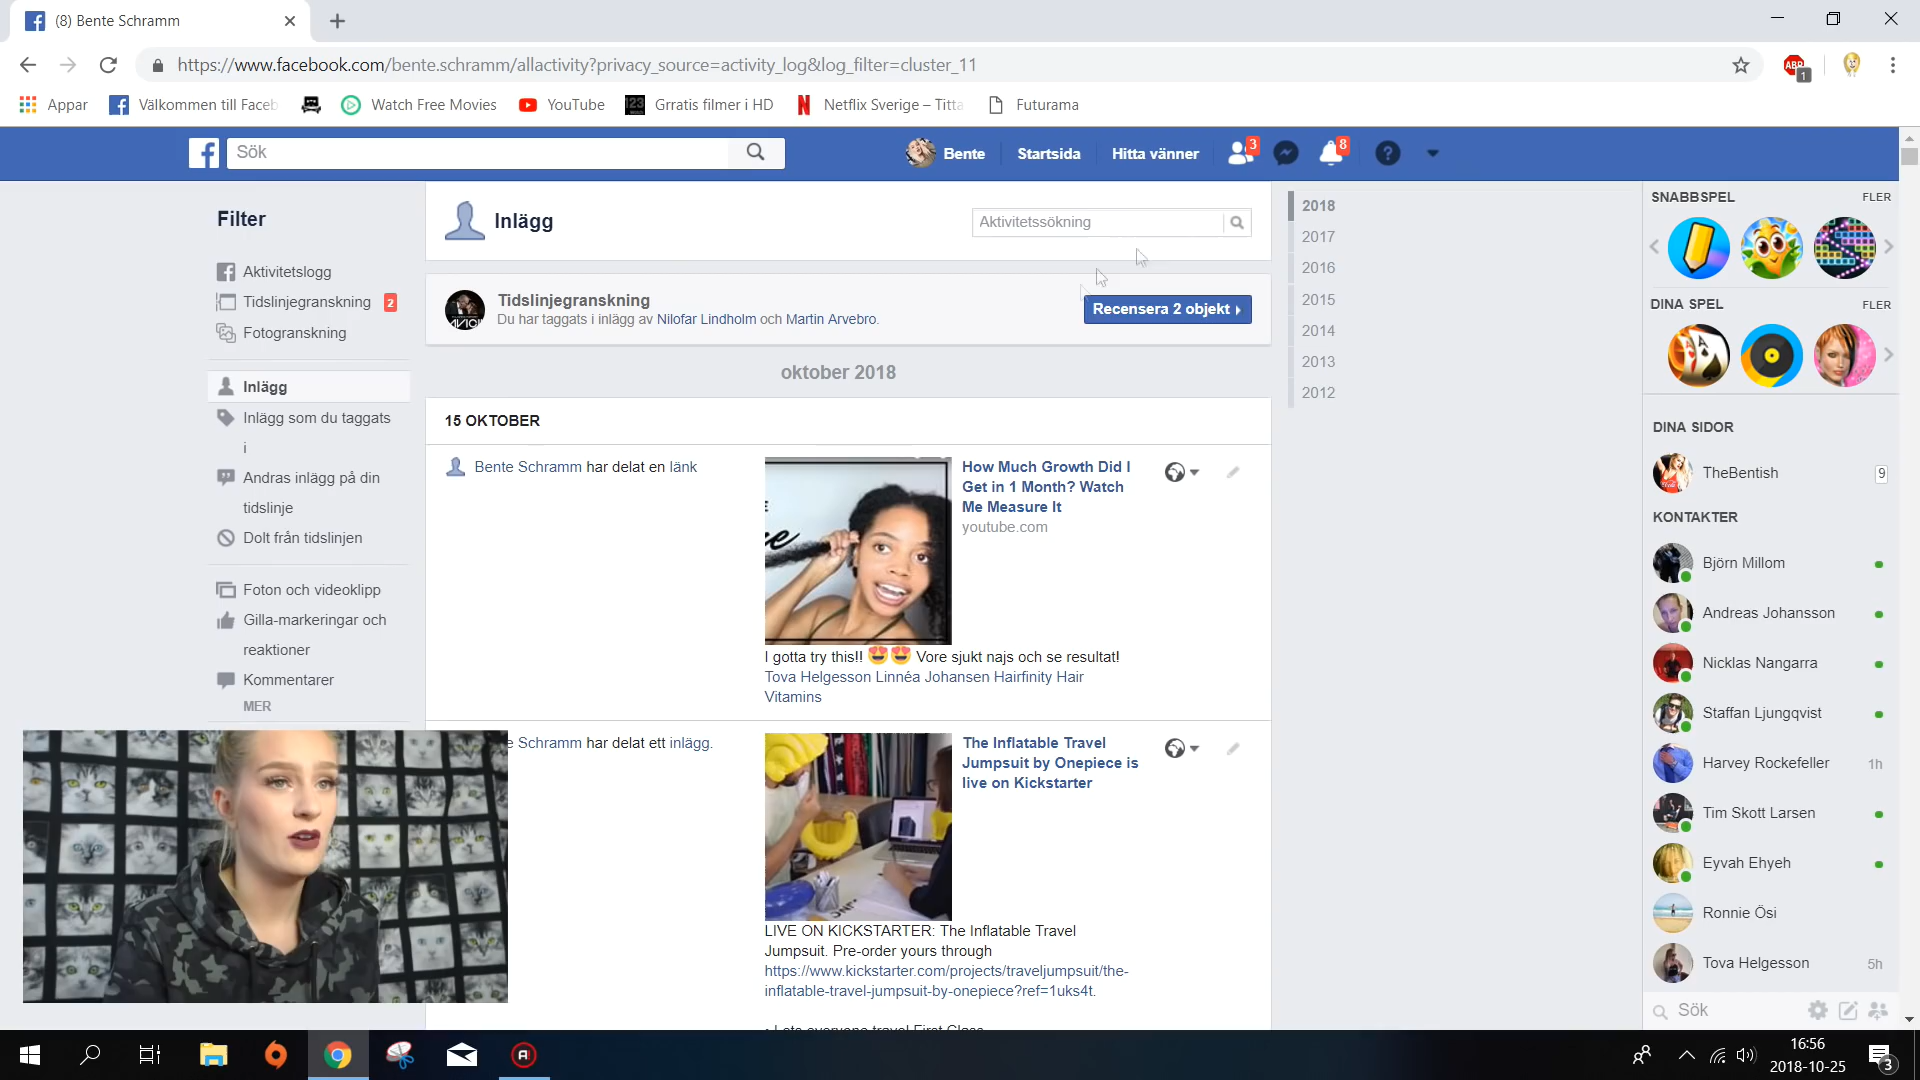 (8) Bente Schramm
https://www.facebook.com/bente.schramm/allactivity?privacy_source=activity_log&log_filter=cluster_11
ABP
1
Appar
Välkommen till Faceb
Watch Free Movies
YouTube
123
Grratis filmer i HD
Netflix Sverige – Titta
Futurama
Sök
Bente
Startsida
Hitta vänner
3
8
Filter
Aktivitetslogg
Tidslinjegranskning 2
Fotogranskning
Inlägg
Inlägg som du taggats
i
Andras inlägg på din
tidslinje
Dolt från tidslinjen
Foton och videoklipp
Gilla-markeringar och
reaktioner
Kommentarer
MER
Inlägg
Aktivitetssökning
Tidslinjegranskning
Du har taggats i inlägg av Nilofar Lindholm och Martin Arvebro.
Recensera 2 objekt
oktober 2018
15 OKTOBER
Bente Schramm har delat en länk
How Much Growth Did I
Get in 1 Month? Watch
Me Measure It
youtube.com
I gotta try this!! 😍😍 Vore sjukt najs och se resultat!
Tova Helgesson Linnéa Johansen Hairfinity Hair
Vitamins
e Schramm har delat ett inlägg.
The Inflatable Travel
Jumpsuit by Onepiece is
live on Kickstarter
LIVE ON KICKSTARTER: The Inflatable Travel
Jumpsuit. Pre-order yours through
https://www.kickstarter.com/projects/traveljumpsuit/the-
inflatable-travel-jumpsuit-by-onepiece?ref=1uks4t.
• Lets everyone travel First Class
2018
2017
2016
2015
2014
2013
2012
SNABBSPEL
FLER
DINA SPEL
FLER
DINA SIDOR
TheBentish
9
KONTAKTER
Björn Millom
Andreas Johansson
Nicklas Nangarra
Staffan Ljungqvist
Harvey Rockefeller 1h
Tim Skott Larsen
Eyvah Ehyeh
Ronnie Ösi
Tova Helgesson 5h
Sök
16:56
2018-10-25
3